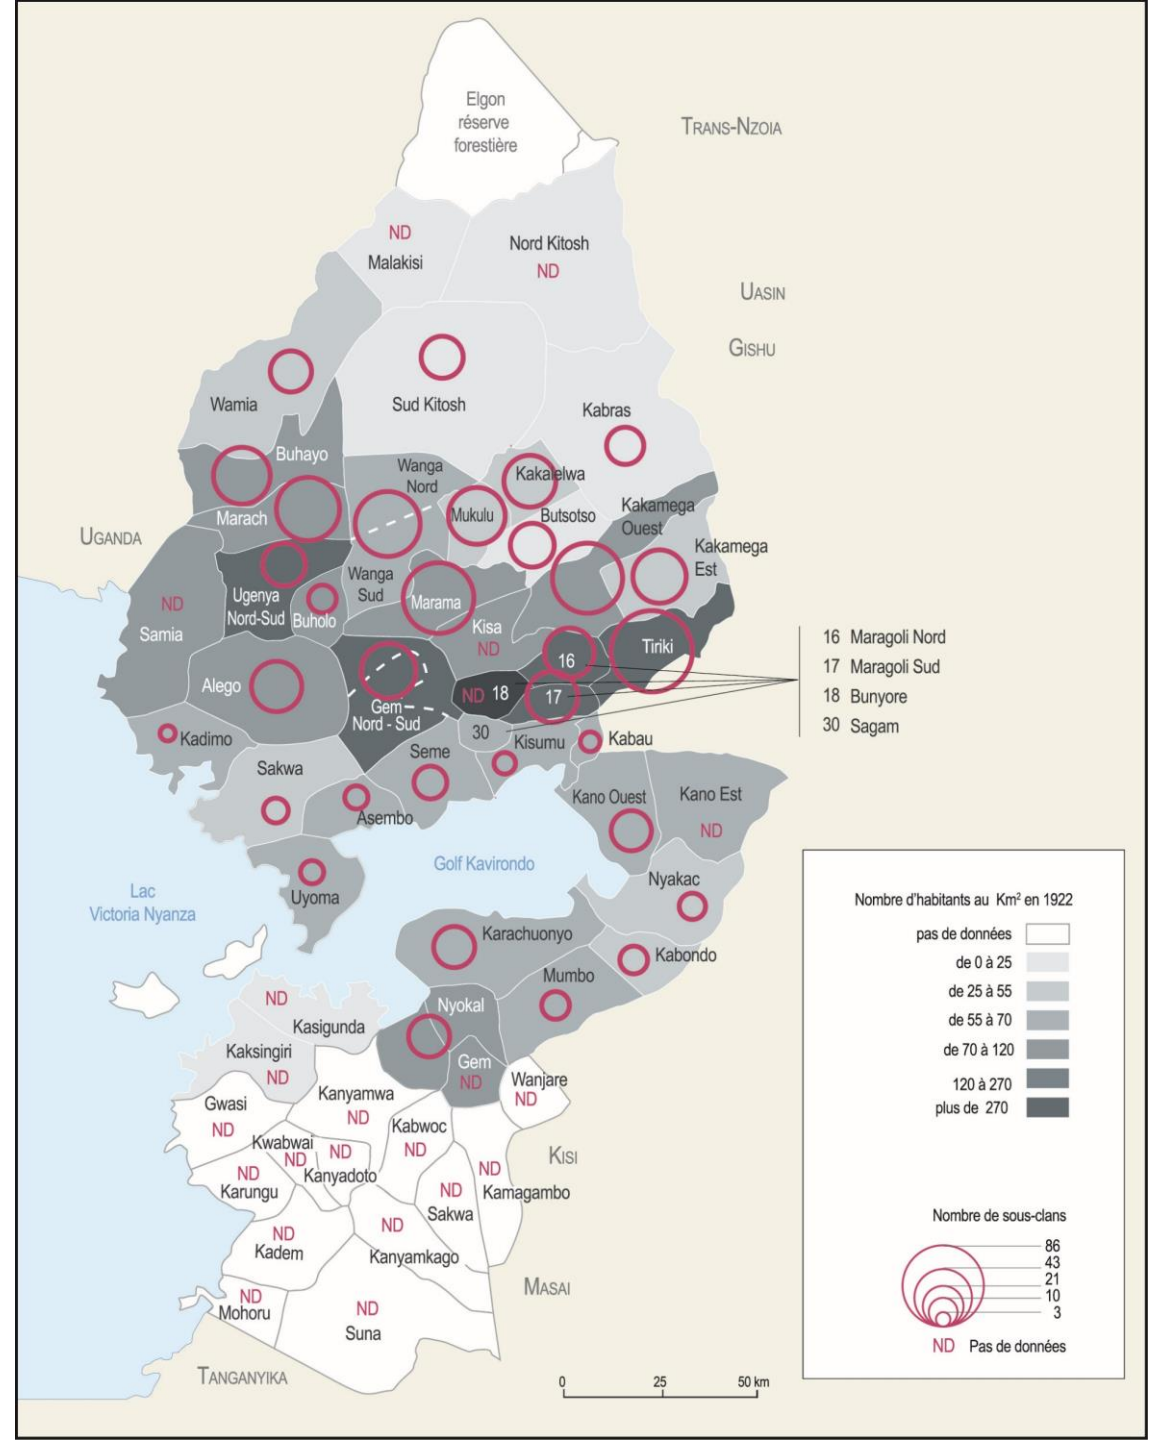 Elgon
réserve
forestière
TRANS-NZOIA
ND
Malakisi
Nord Kitosh
ND
UASIN
GISHU
Wamia
Sud Kitosh
Kabras
Buhayo
Wanga
Nord
Kakalelwa
Marach
Mukulu
Butsotso
Kakamega
Ouest
UGANDA
Kakamega
Est
Wanga
Sud
ND
Samia
Ugenya
Nord-Sud
Buholo
Marama
Kisa
ND
Tiriki
16
16 Maragoli Nord
17 Maragoli Sud
18 Bunyore
30 Sagam
Alego
ND 18
17
Gem
Nord - Sud
30
Kadimo
Seme
Kisumu
Kabau
Sakwa
Asembo
Kano Ouest
Kano Est
ND
Golf Kavirondo
Lac
Victoria Nyanza
Uyoma
Nyakac
Karachuonyo
Kabondo
Mumbo
ND
Kasigunda
Nyokal
Kaksingiri
ND
Gem
ND
Wanjare
ND
Gwasi
ND
Kanyamwa
ND
Kabwoc
ND
Kwabwai
ND
ND
Kanyadoto
ND
Karungu
ND
Kamagambo
KISI
ND
Sakwa
ND
Kadem
ND
Kanyamkago
MASAI
ND
Mohoru
ND
Suna
TANGANYIKA
0 25 50 km
Nombre d'habitants au Km² en 1922
pas de données
de 0 à 25
de 25 à 55
de 55 à 70
de 70 à 120
120 à 270
plus de 270
Nombre de sous-clans
86
43
21
10
3
ND Pas de données